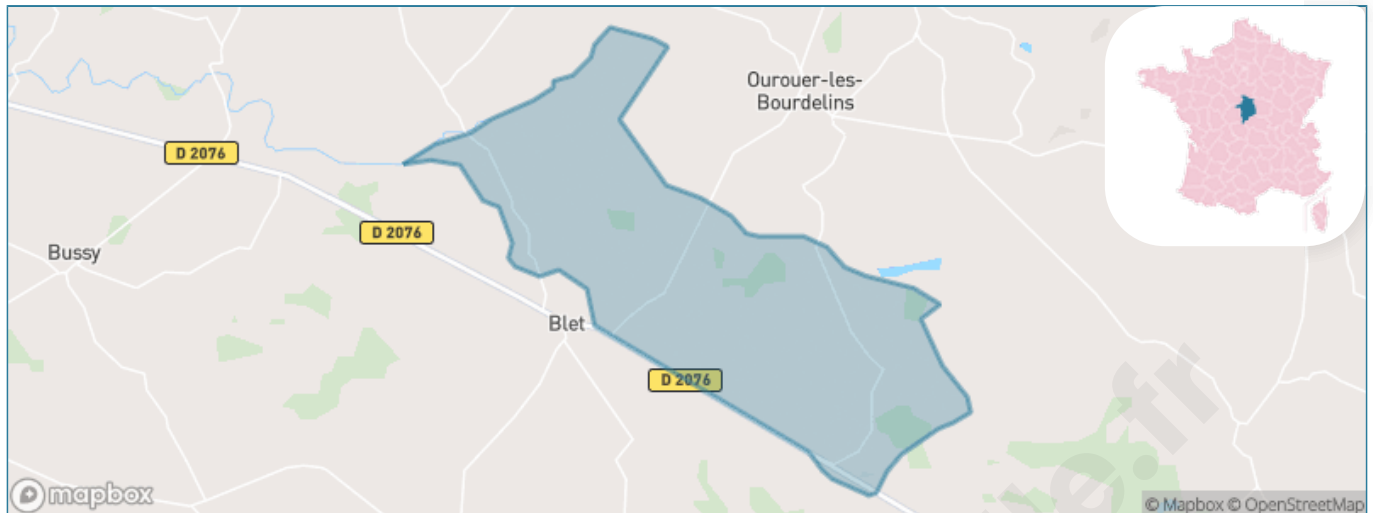 Ourouer-les-
Bourdelins
D 2076
D 2076
Bussy
Blet
D 2076
mapbox
© Mapbox © OpenStreetMap